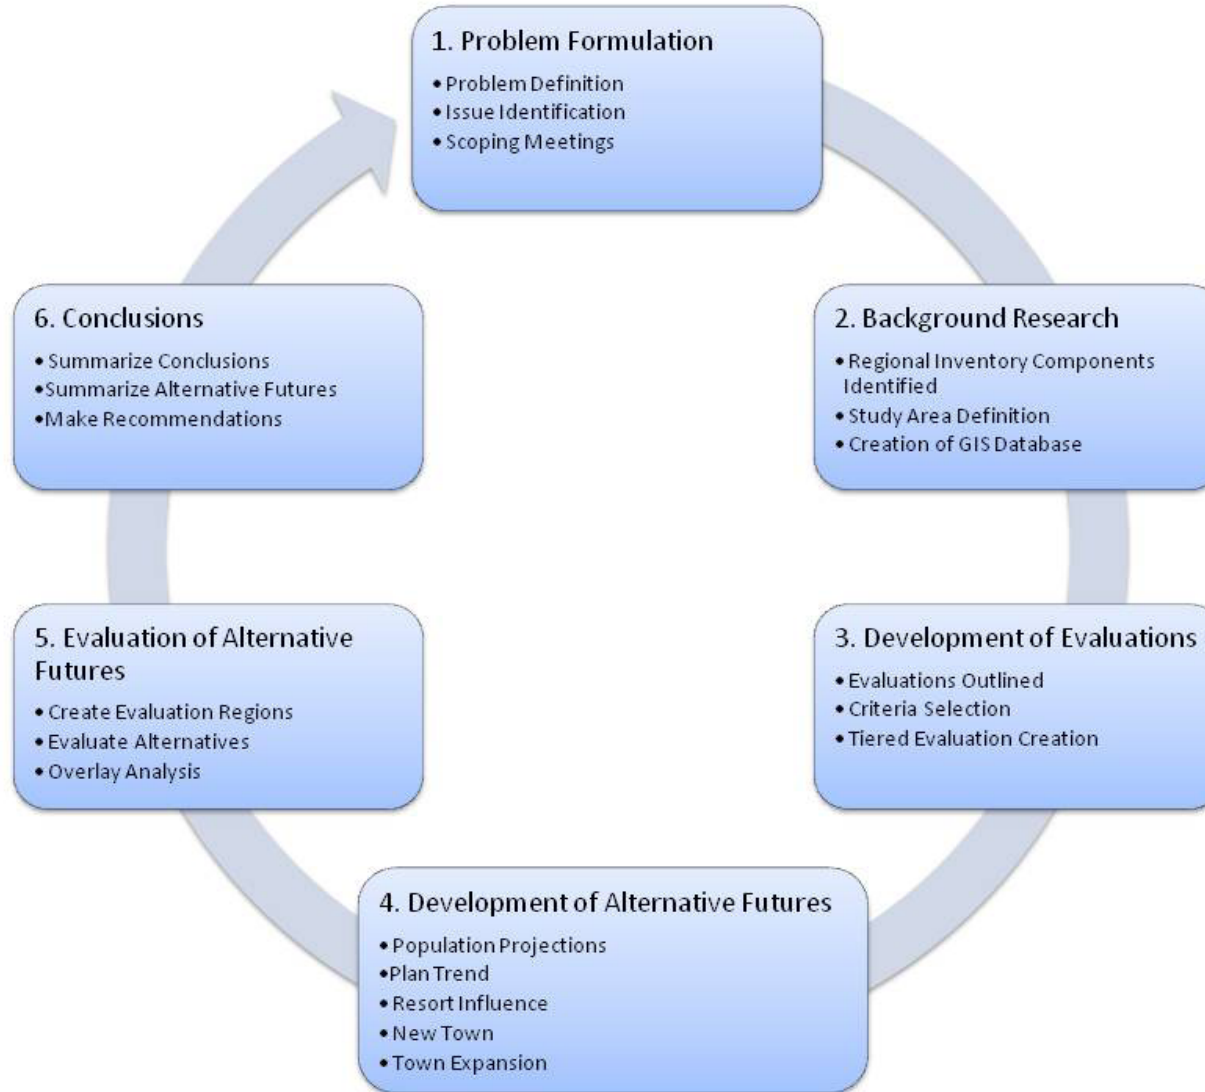 1. Problem Formulation
• Problem Definition
• Issue Identification
• Scoping Meetings
2. Background Research
• Regional Inventory Components
Identified
• Study Area Definition
• Creation of GIS Database
3. Development of Evaluations
• Evaluations Outlined
• Criteria Selection
• Tiered Evaluation Creation
4. Development of Alternative Futures
• Population Projections
•Plan Trend
• Resort Influence
• New Town
• Town Expansion
5. Evaluation of Alternative
Futures
• Create Evaluation Regions
• Evaluate Alternatives
• Overlay Analysis
6. Conclusions
• Summarize Conclusions
•Summarize Alternative Futures
•Make Recommendations